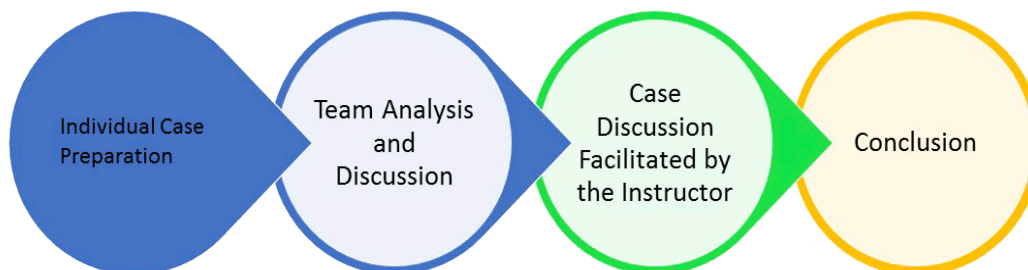 Individual Case
Preparation
Team Analysis
and
Discussion
Case
Discussion
Facilitated by
the Instructor
Conclusion